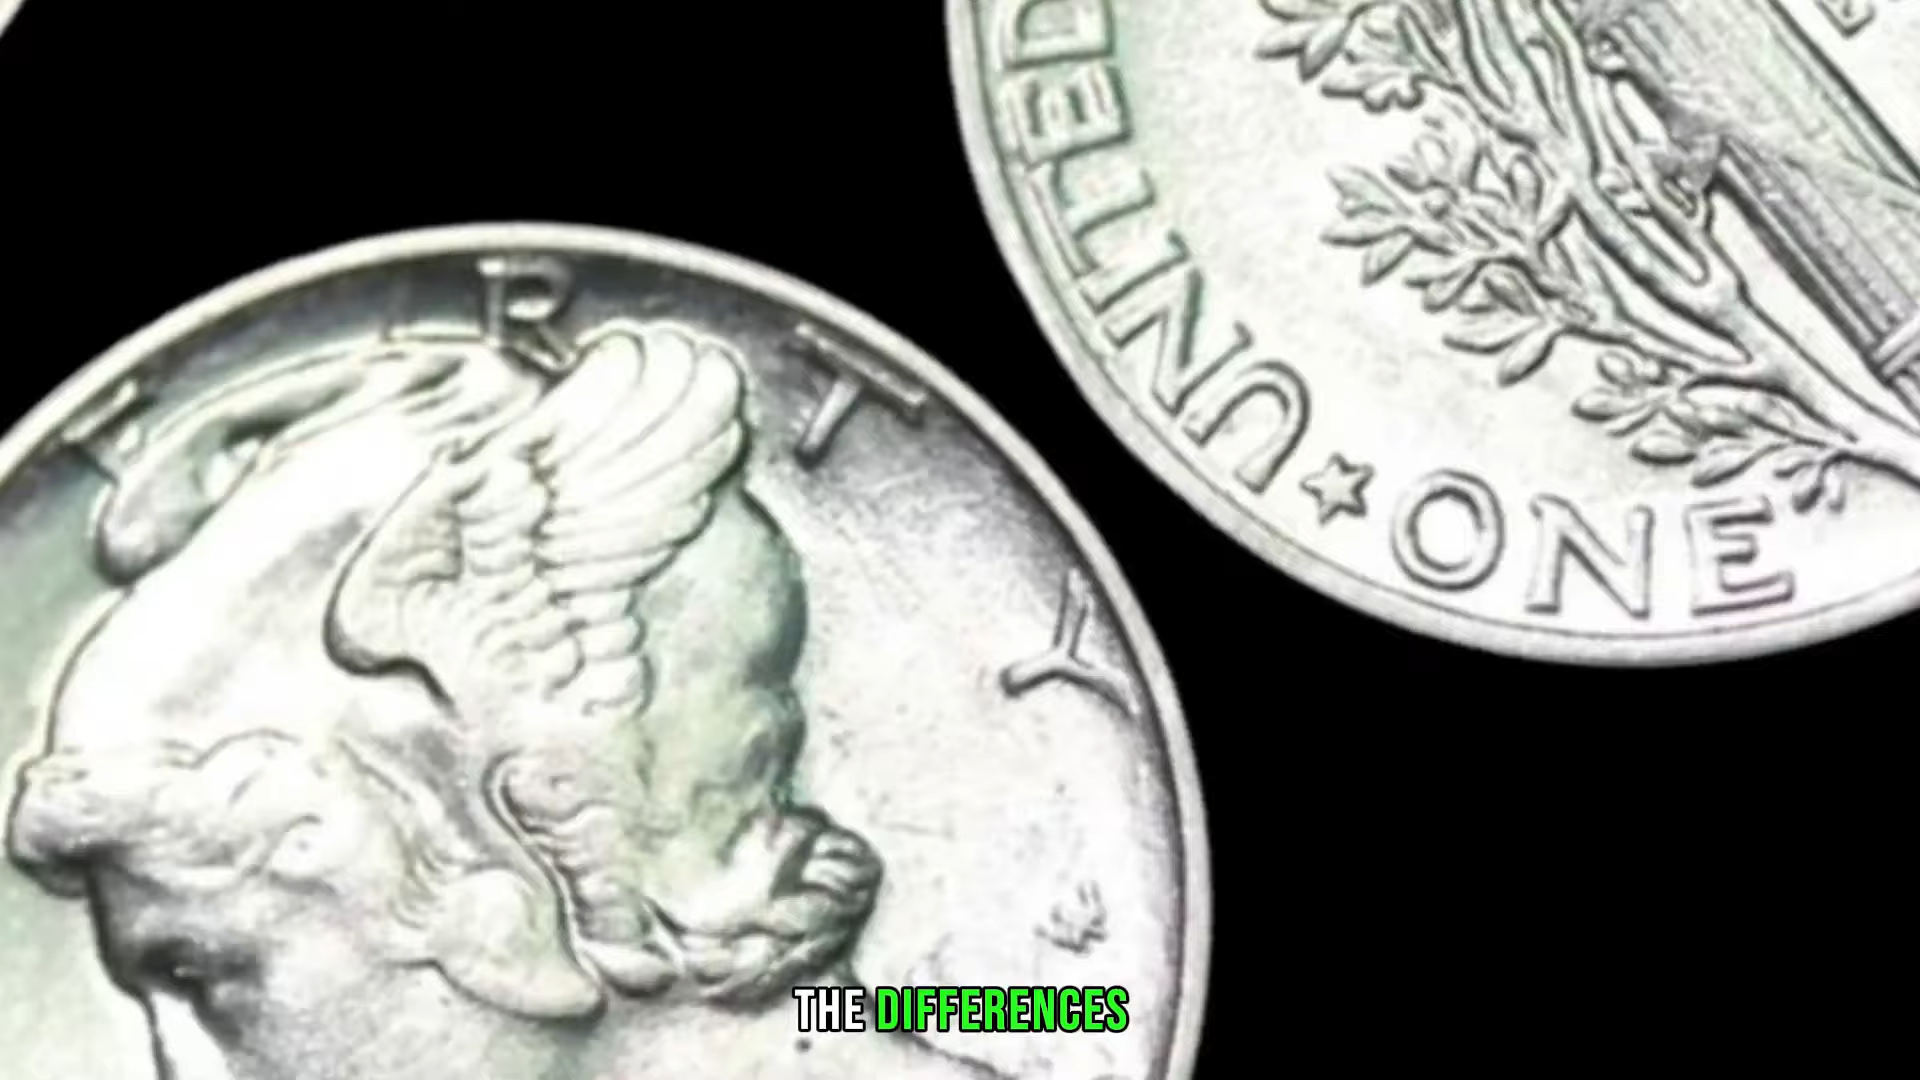 R T Y
UNITED
★ ONE
THE DIFFERENCES